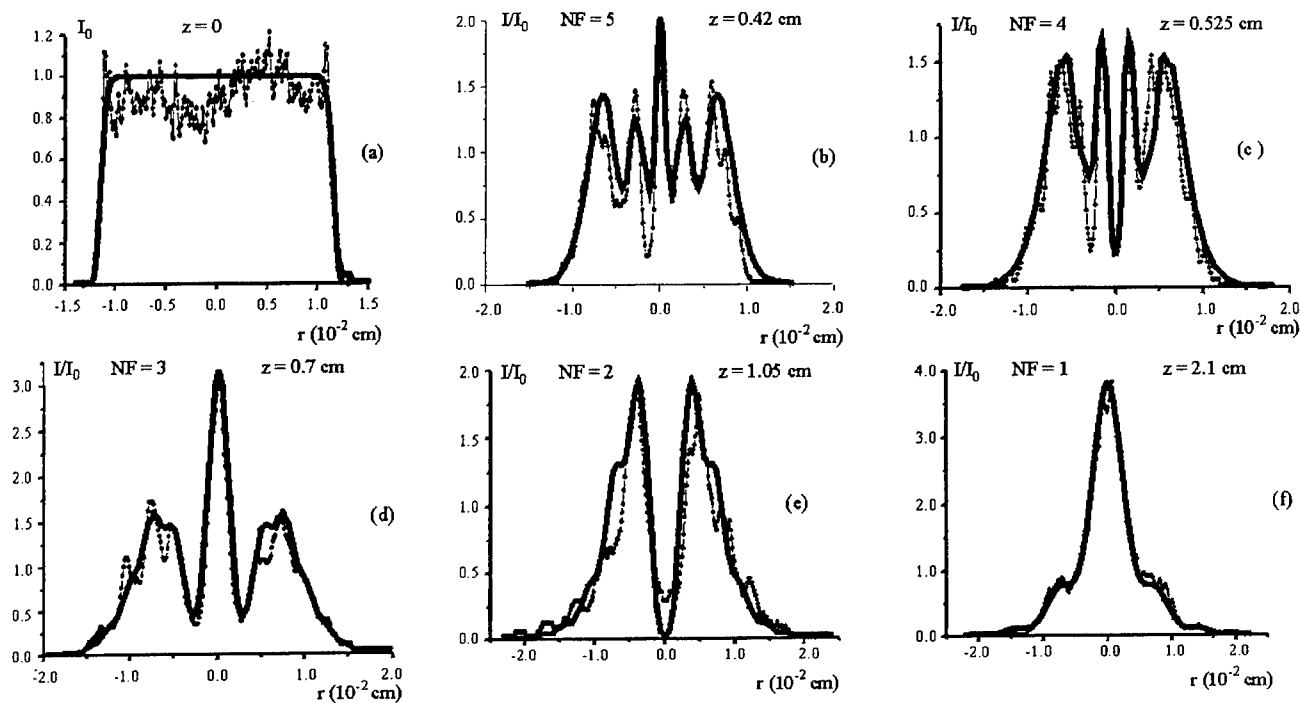 I0 z = 0
1.2
1.0
0.8
0.6
0.4
0.2
0.0
(a)
-1.5 -1.0 -0.5 0.0 0.5 1.0 1.5
r (10-2 cm)
I/I0 NF = 5 z = 0.42 cm
2.0
1.5
1.0
0.5
0.0
(b)
-2.0 -1.0 0.0 1.0 2.0
r (10-2 cm)
I/I0 NF = 4 z = 0.525 cm
1.5
1.0
0.5
0.0
(c )
-2.0 -1.0 0.0 1.0 2.0
r (10-2 cm)
I/I0 NF = 3 z = 0.7 cm
3.0
2.5
2.0
1.5
1.0
0.5
0.0
(d)
-2.0 -1.0 0.0 1.0 2.0
r (10-2 cm)
I/I0 NF = 2 z = 1.05 cm
2.0
1.5
1.0
0.5
0.0
(e)
-2.0 -1.0 0.0 1.0 2.0
r (10-2 cm)
I/I0 NF = 1 z = 2.1 cm
4.0
3.0
2.0
1.0
0.0
(f)
-2.0 -1.0 0.0 1.0 2.0
r (10-2 cm)